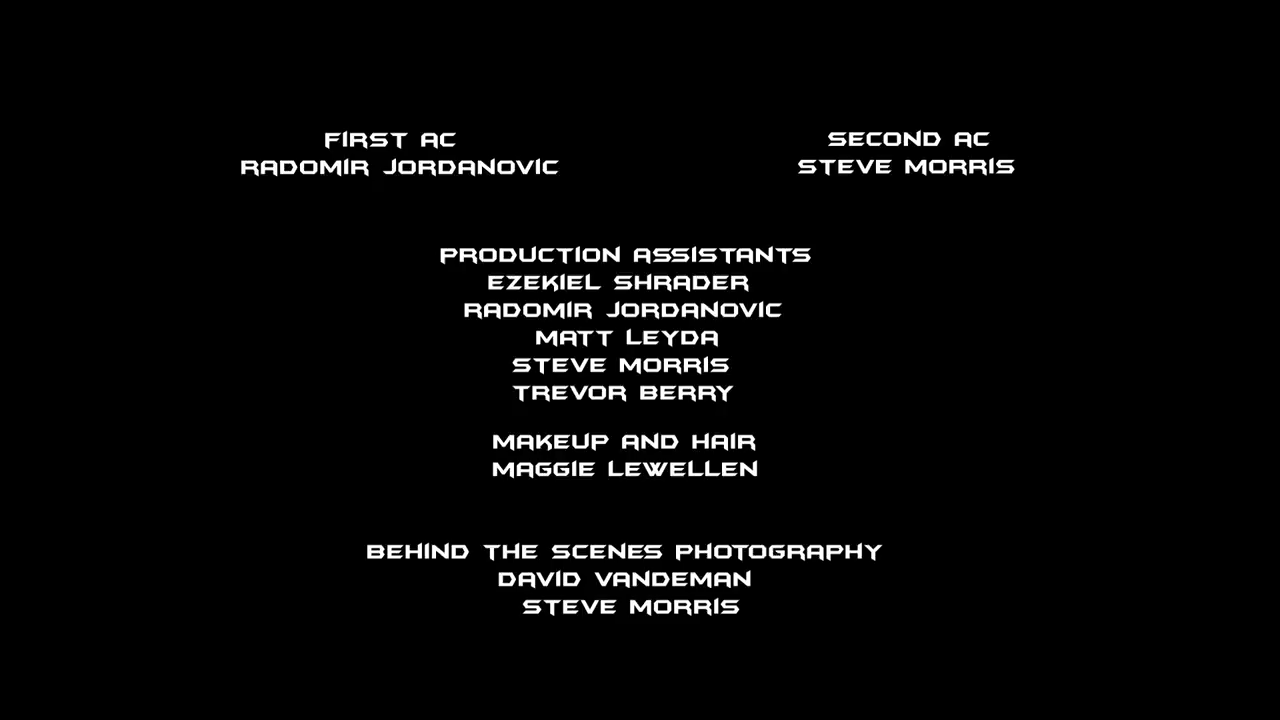 FIRST AC
RADOMIR JORDANOVIC
SECOND AC
STEVE MORRIS
PRODUCTION ASSISTANTS
EZEKIEL SHRADER
RADOMIR JORDANOVIC
MATT LEYDA
STEVE MORRIS
TREVOR BERRY
MAKEUP AND HAIR
MAGGIE LEWELLEN
BEHIND THE SCENES PHOTOGRAPHY
DAVID VANDEMAN
STEVE MORRIS